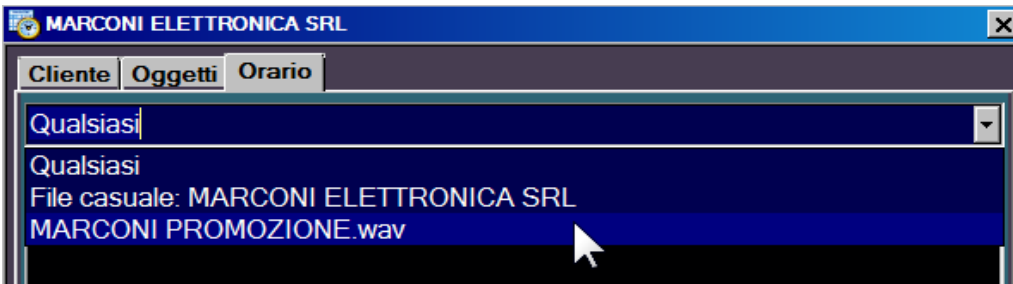 MARCONI ELETTRONICA SRL
Cliente Oggetti Orario
Qualsiasi
Qualsiasi
File casuale: MARCONI ELETTRONICA SRL
MARCONI PROMOZIONE.wav